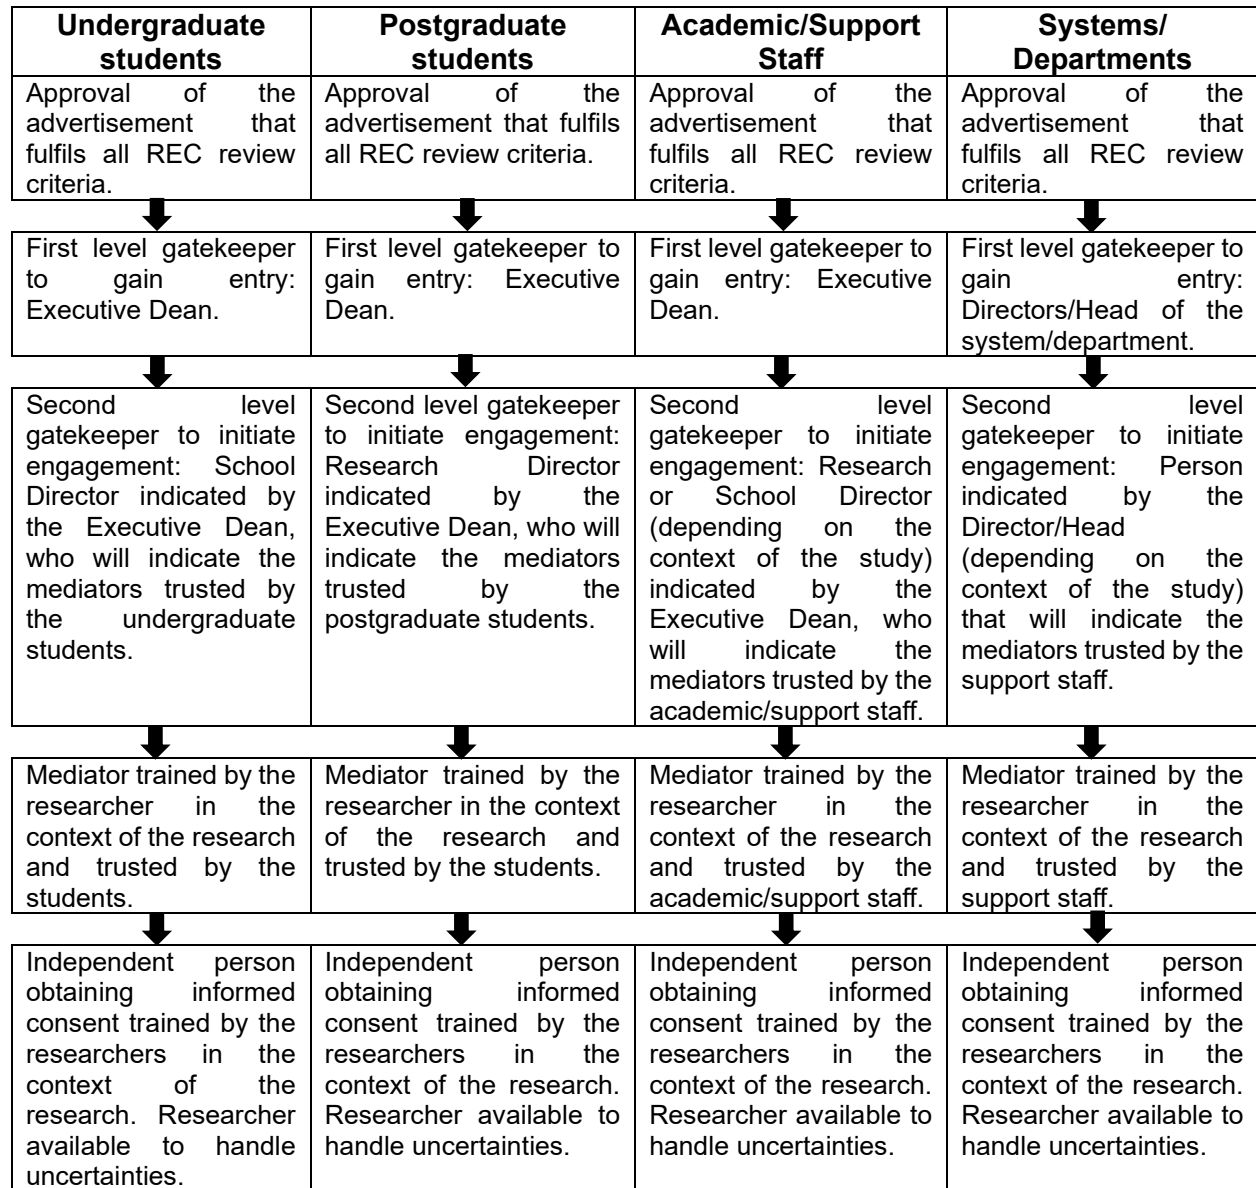 Undergraduate
students
Postgraduate
students
Academic/Support
Staff
Systems/
Departments
Approval of the
advertisement that
fulfils all REC review
criteria.
Approval of the
advertisement that fulfils
all REC review criteria.
Approval of the
advertisement that
fulfils all REC review
criteria.
Approval of the
advertisement that
fulfils all REC review
criteria.
First level gatekeeper
to gain entry:
Executive Dean.
First level gatekeeper to
gain entry: Executive
Dean.
First level gatekeeper to
gain entry: Executive
Dean.
First level gatekeeper to
gain entry:
Directors/Head of the
system/department.
Second level
gatekeeper to initiate
engagement: School
Director indicated by
the Executive Dean,
who will indicate the
mediators trusted by
the undergraduate
students.
Second level gatekeeper
to initiate engagement:
Research Director
indicated by the
Executive Dean, who will
indicate the mediators
trusted by the
postgraduate students.
Second level
gatekeeper to initiate
engagement: Research
or School Director
(depending on the
context of the study)
indicated by the
Executive Dean, who
will indicate the
mediators trusted by the
academic/support staff.
Second level
gatekeeper to initiate
engagement: Person
indicated by the
Director/Head
(depending on the
context of the study)
that will indicate the
mediators trusted by the
support staff.
Mediator trained by the
researcher in the
context of the research
and trusted by the
students.
Mediator trained by the
researcher in the context
of the research and
trusted by the students.
Mediator trained by the
researcher in the
context of the research
and trusted by the
academic/support staff.
Mediator trained by the
researcher in the
context of the research
and trusted by the
support staff.
Independent person
obtaining informed
consent trained by the
researchers in the
context of the
research. Researcher
available to handle
uncertainties.
Independent person
obtaining informed
consent trained by the
researchers in the
context of the research.
Researcher available to
handle uncertainties.
Independent person
obtaining informed
consent trained by the
researchers in the
context of the research.
Researcher available to
handle uncertainties.
Independent person
obtaining informed
consent trained by the
researchers in the
context of the research.
Researcher available to
handle uncertainties.